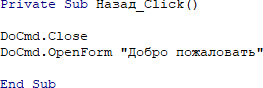 Private Sub Назад_Click()
DoCmd.Close
DoCmd.OpenForm "Добро пожаловать"
End Sub